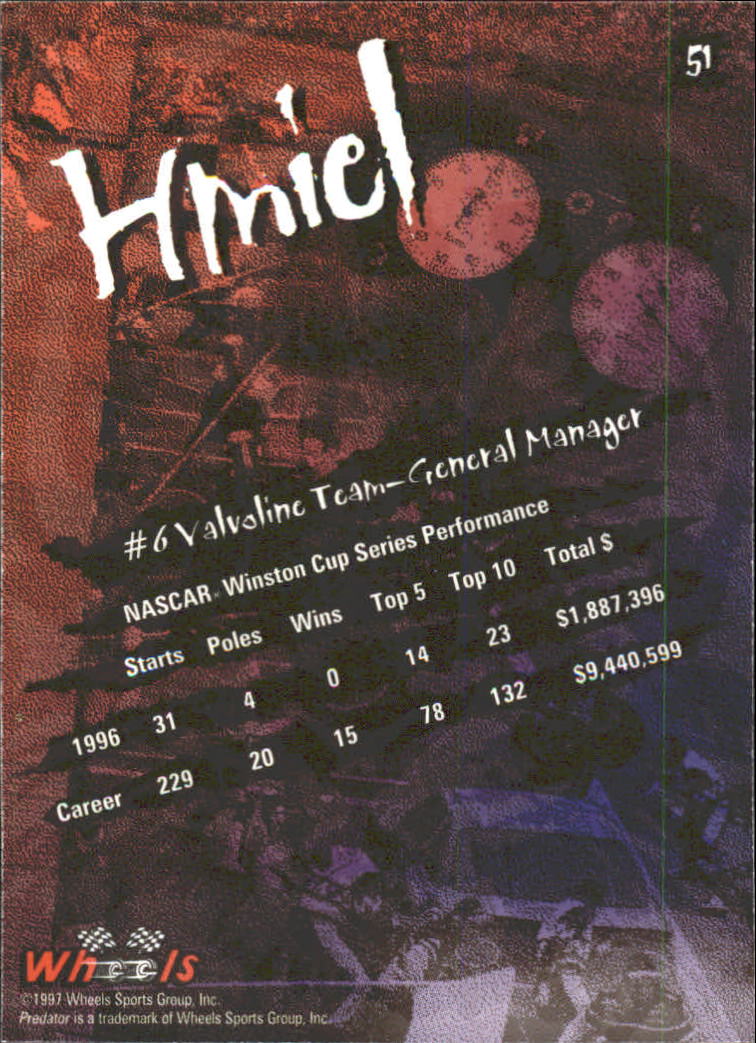 51
Hmiel
#6 Valvoline Team–General Manager
NASCAR® Winston Cup Series Performance
Starts Poles Wins Top 5 Top 10 Total $
1996 31 4 0 14 23 $1,887,396
Career 229 20 15 78 132 $9,440,599
Wheels
©1997 Wheels Sports Group, Inc.
Predator is a trademark of Wheels Sports Group, Inc.